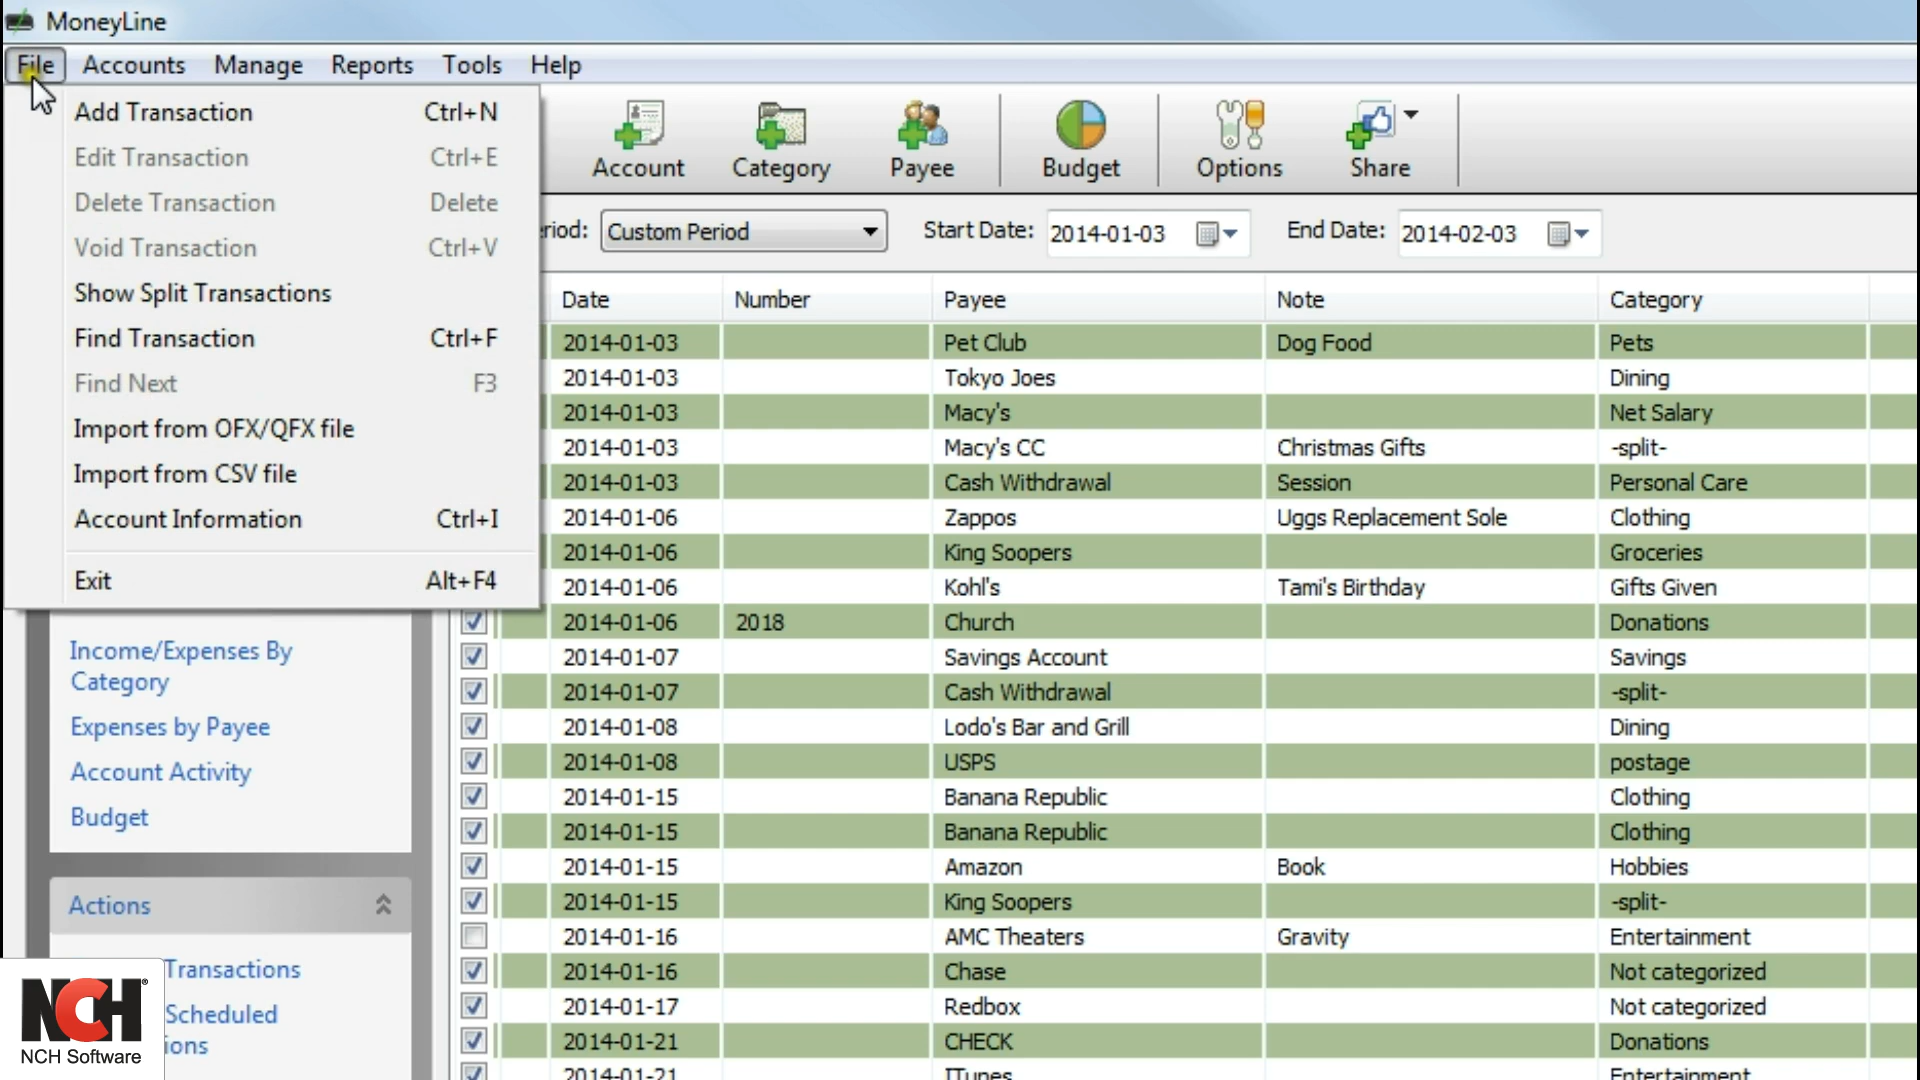 MoneyLine
File Accounts Manage Reports Tools Help
Add Transaction Ctrl+N
Edit Transaction Ctrl+E
Delete Transaction Delete
Void Transaction Ctrl+V
Show Split Transactions
Find Transaction Ctrl+F
Find Next F3
Import from OFX/QFX file
Import from CSV file
Account Information Ctrl+I
Exit Alt+F4
Account Category Payee Budget Options Share
riod: Custom Period Start Date: 2014-01-03 End Date: 2014-02-03
Date Number Payee Note Category
2014-01-03 Pet Club Dog Food Pets
2014-01-03 Tokyo Joes Dining
2014-01-03 Macy's Net Salary
2014-01-03 Macy's CC Christmas Gifts -split-
2014-01-03 Cash Withdrawal Session Personal Care
2014-01-06 Zappos Uggs Replacement Sole Clothing
2014-01-06 King Soopers Groceries
2014-01-06 Kohl's Tami's Birthday Gifts Given
2014-01-06 2018 Church Donations
2014-01-07 Savings Account Savings
2014-01-07 Cash Withdrawal -split-
2014-01-08 Lodo's Bar and Grill Dining
2014-01-08 USPS postage
2014-01-15 Banana Republic Clothing
2014-01-15 Banana Republic Clothing
2014-01-15 Amazon Book Hobbies
2014-01-15 King Soopers -split-
2014-01-16 AMC Theaters Gravity Entertainment
2014-01-16 Chase Not categorized
2014-01-17 Redbox Not categorized
2014-01-21 CHECK Donations
2014-01-21 ITunes Entertainment
Income/Expenses By
Category
Expenses by Payee
Account Activity
Budget
Actions
Transactions
Scheduled
ions
NCH®
NCH Software